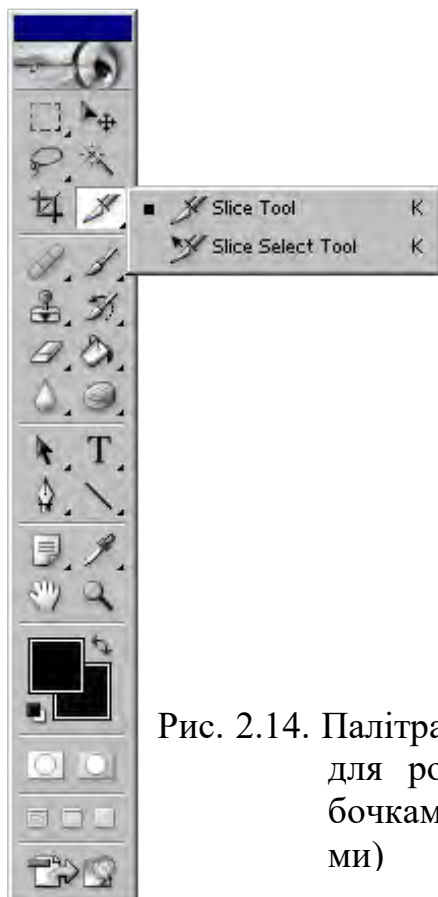 Slice Tool K
Slice Select Tool K
T
Рис. 2.14. Палітра
для ро
бочкам
ми)